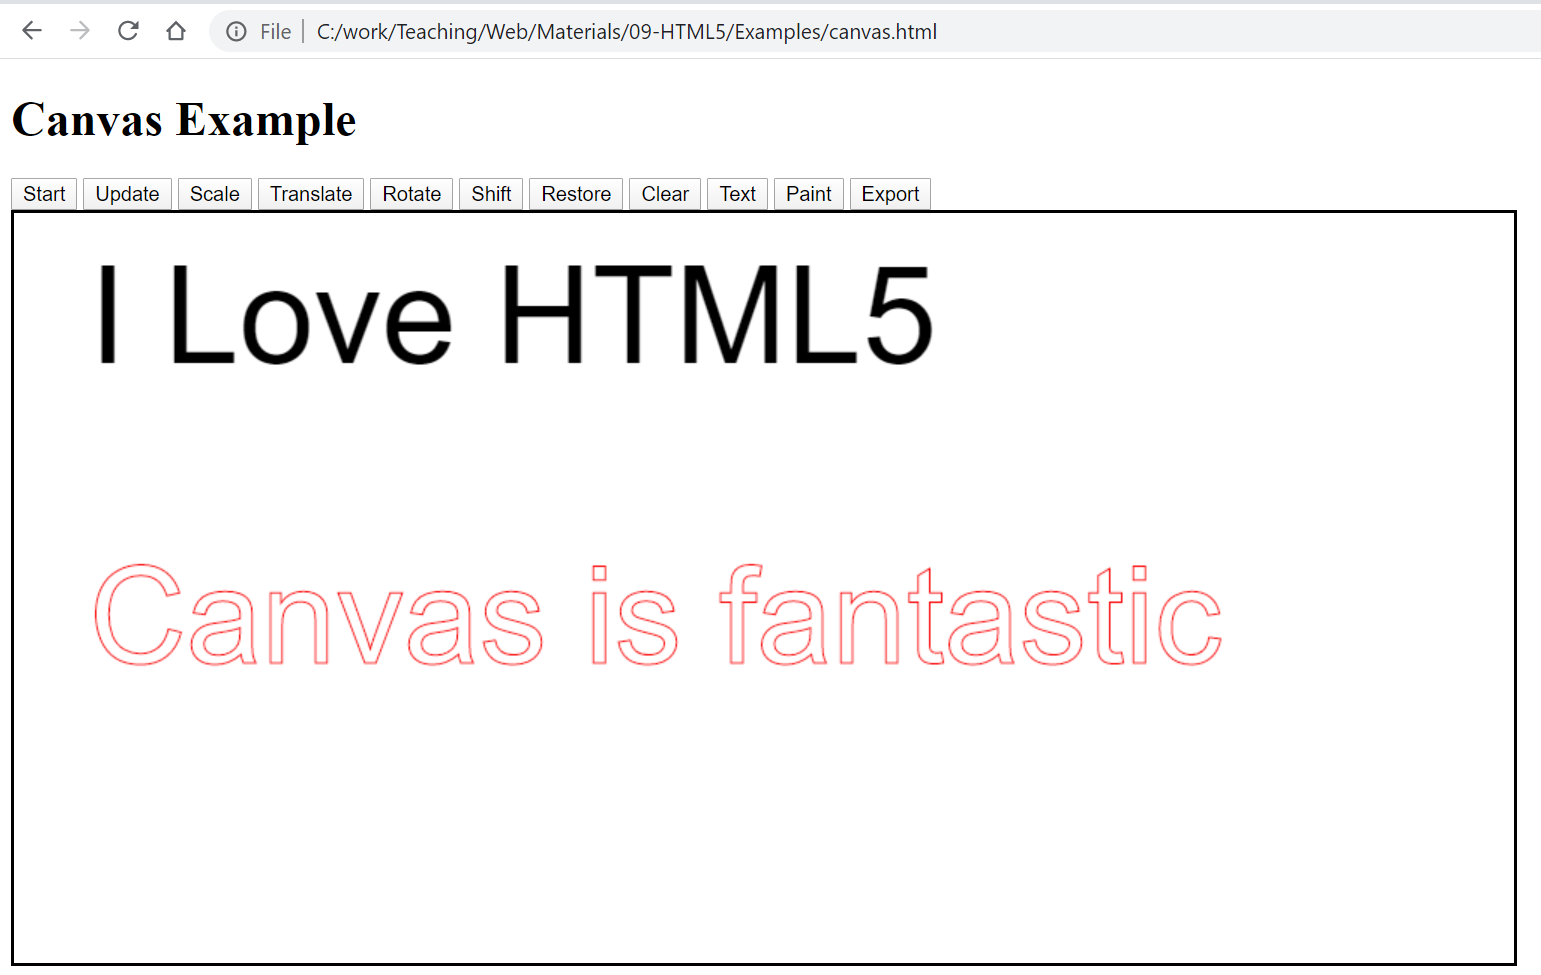 File | C:/work/Teaching/Web/Materials/09-HTML5/Examples/canvas.html
Canvas Example
Start Update Scale Translate Rotate Shift Restore Clear Text Paint Export
I Love HTML5
Canvas is fantastic